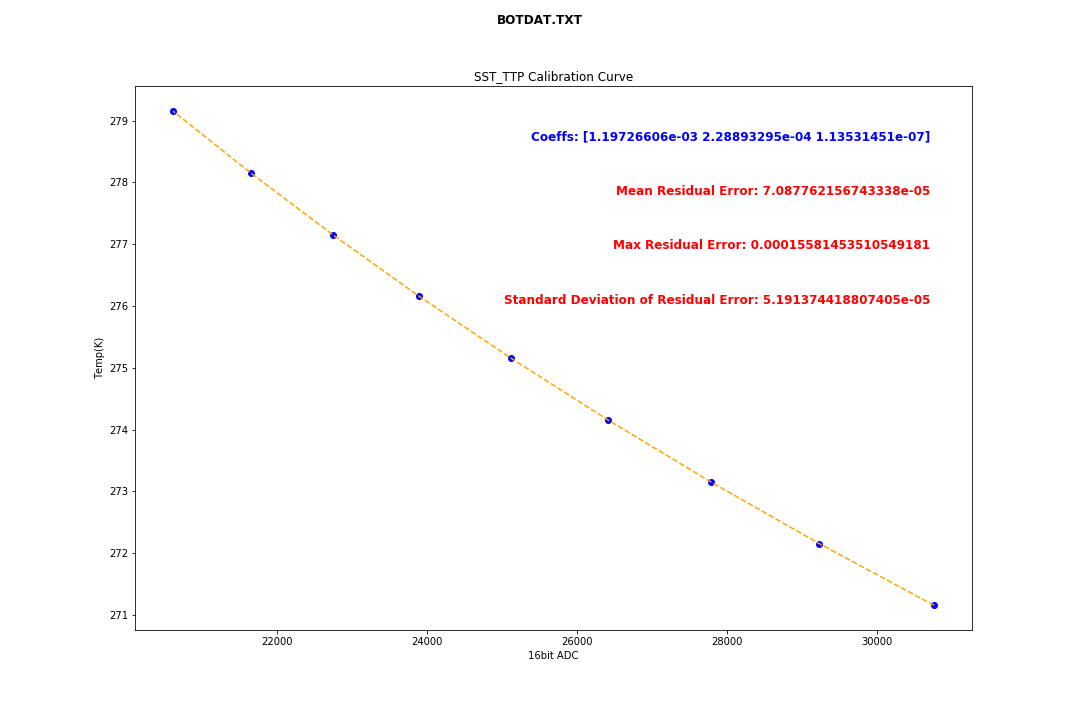 BOTDAT.TXT
SST_TTP Calibration Curve
Coeffs: [1.19726606e-03 2.28893295e-04 1.13531451e-07]
Mean Residual Error: 7.087762156743338e-05
Max Residual Error: 0.00015581453510549181
Standard Deviation of Residual Error: 5.191374418807405e-05
279
278
277
276
275
274
273
272
271
Temp(K)
22000 24000 26000 28000 30000
16bit ADC